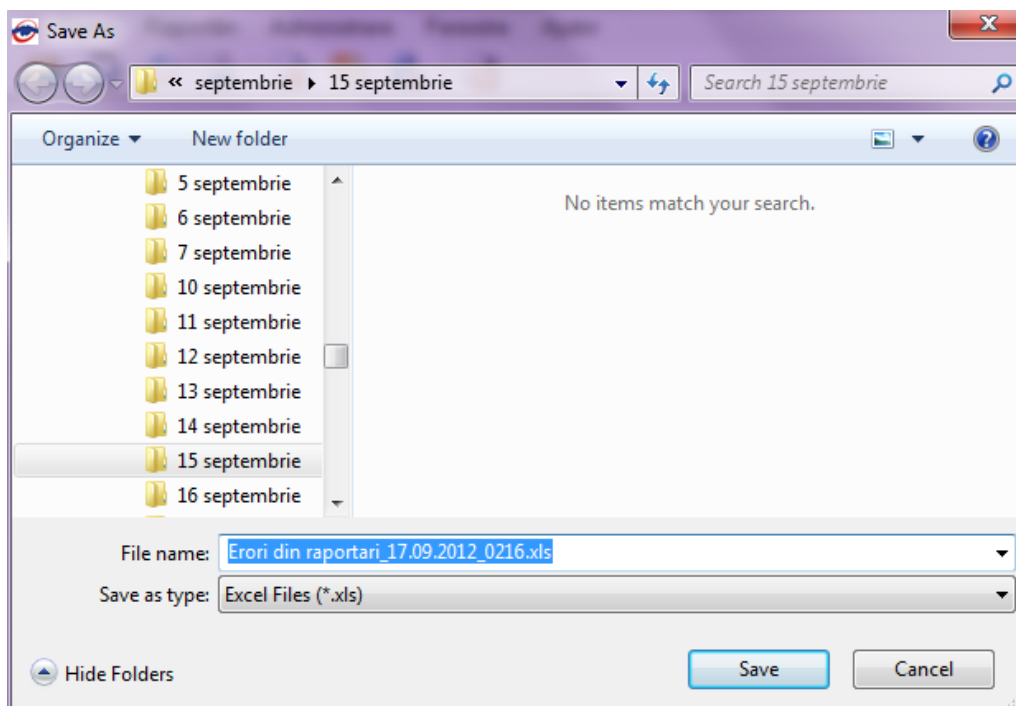 Save As
« septembrie 15 septembrie
Search 15 septembrie
Organize New folder
5 septembrie
6 septembrie
7 septembrie
10 septembrie
11 septembrie
12 septembrie
13 septembrie
14 septembrie
15 septembrie
16 septembrie
No items match your search.
File name: Erori din raportari_17.09.2012_0216.xls
Save as type: Excel Files (*.xls)
Hide Folders
Save Cancel